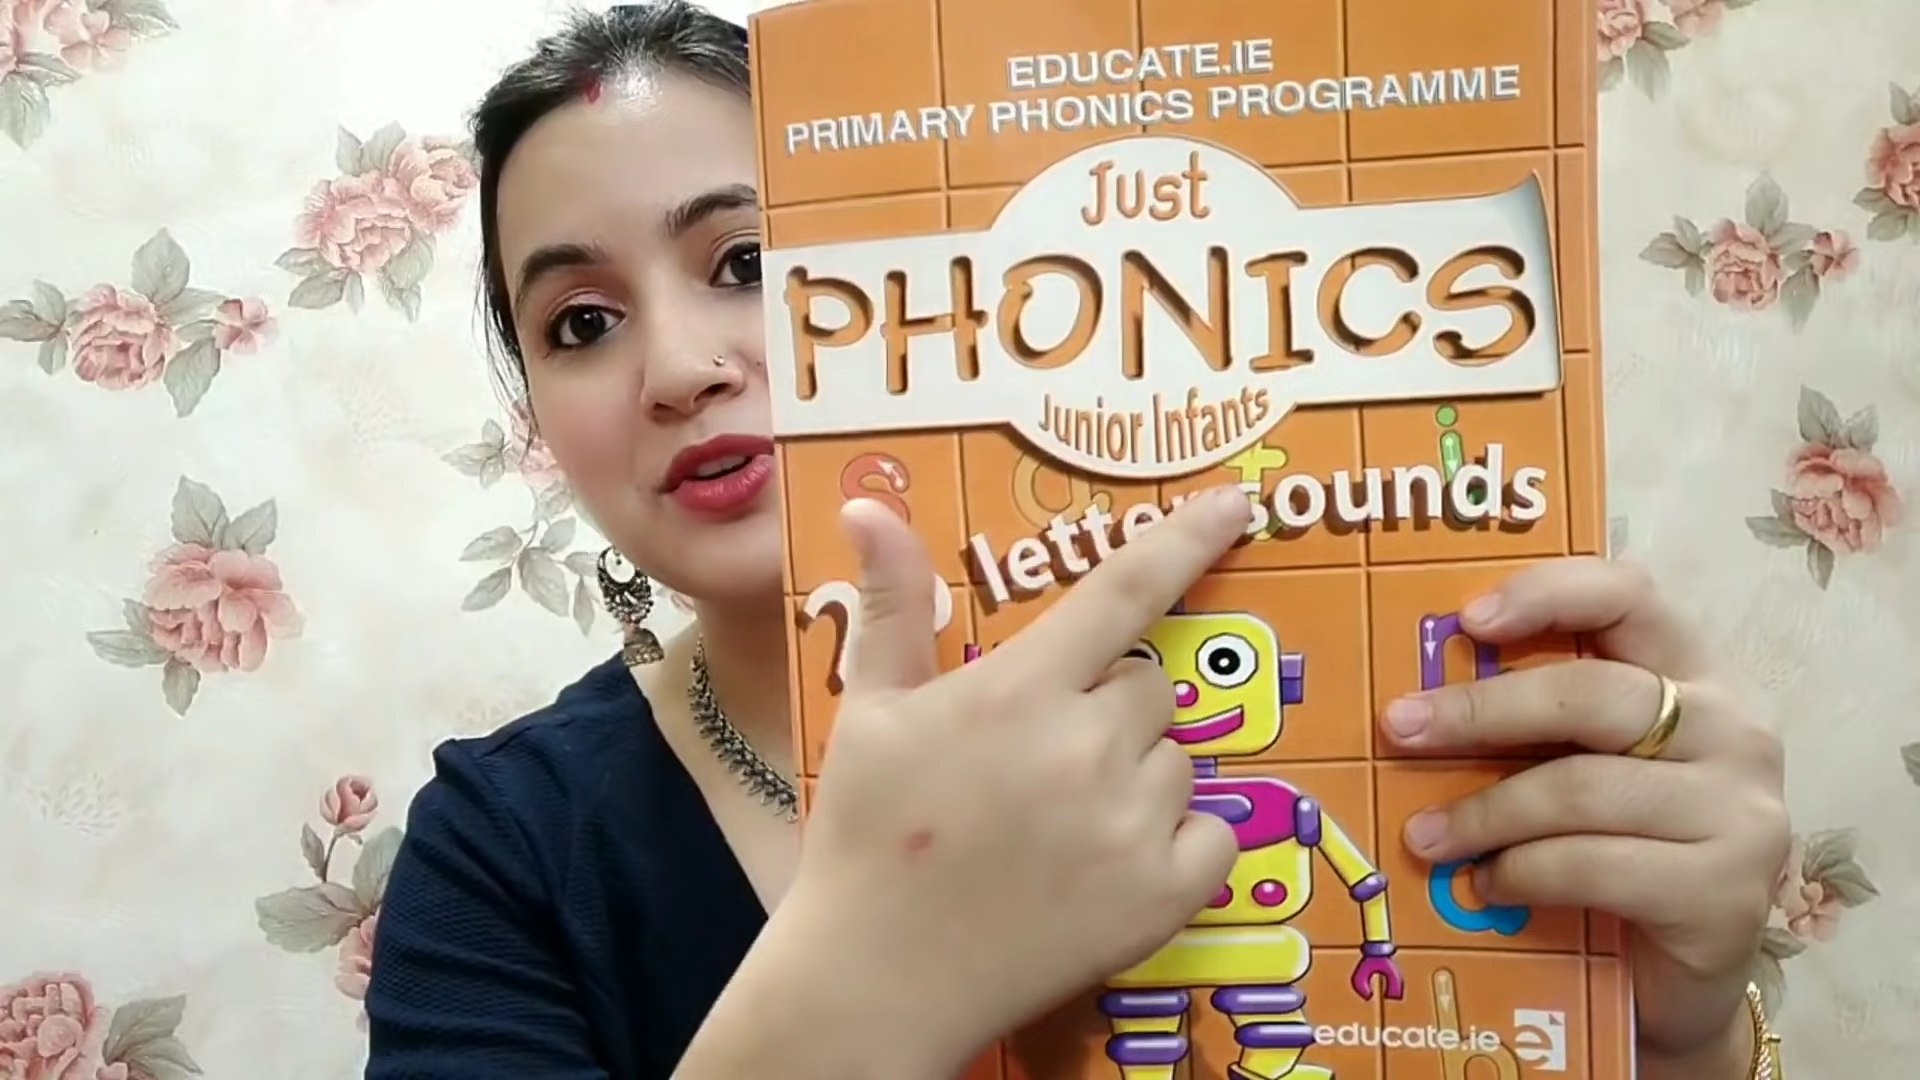 EDUCATE.IE
PRIMARY PHONICS PROGRAMME
Just
PHONICS
Junior Infants
s a t i
letter sounds
n
educate.ie e